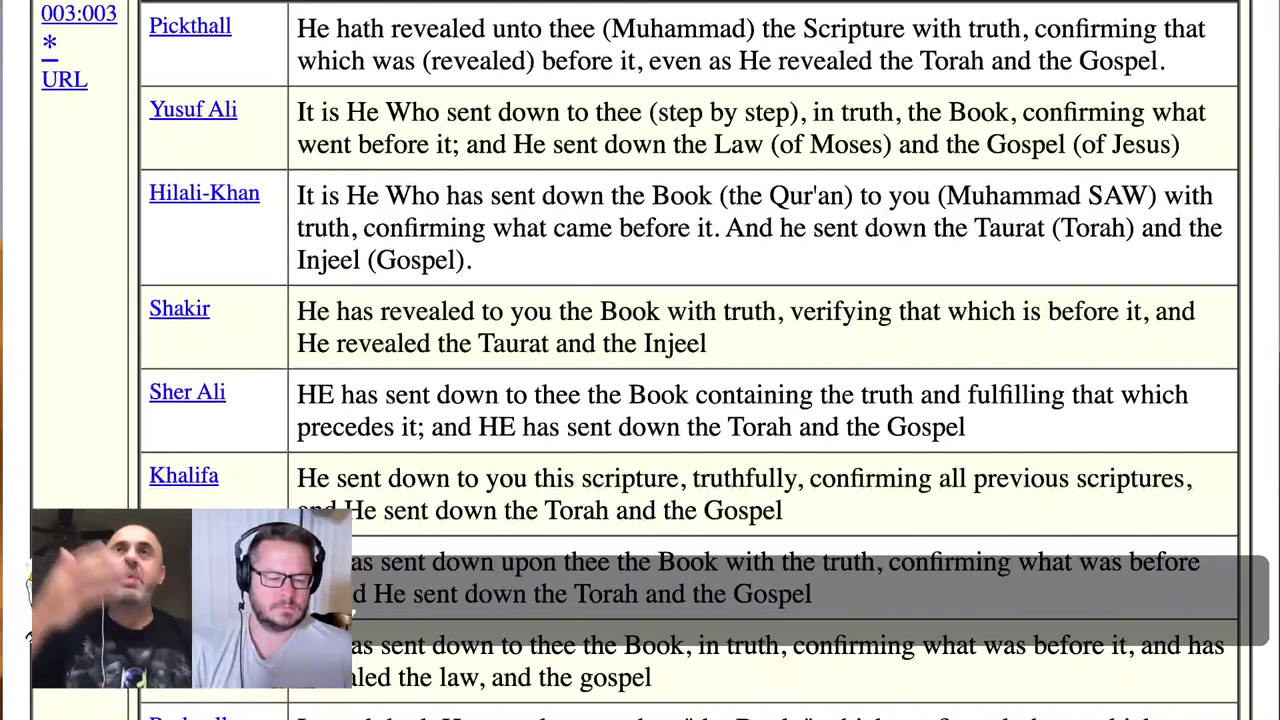 003:003
*
URL
Pickthall
He hath revealed unto thee (Muhammad) the Scripture with truth, confirming that
which was (revealed) before it, even as He revealed the Torah and the Gospel.
Yusuf Ali
It is He Who sent down to thee (step by step), in truth, the Book, confirming what
went before it; and He sent down the Law (of Moses) and the Gospel (of Jesus)
Hilali-Khan
It is He Who has sent down the Book (the Qur'an) to you (Muhammad SAW) with
truth, confirming what came before it. And he sent down the Taurat (Torah) and the
Injeel (Gospel).
Shakir
He has revealed to you the Book with truth, verifying that which is before it, and
He revealed the Taurat and the Injeel
Sher Ali
HE has sent down to thee the Book containing the truth and fulfilling that which
precedes it; and HE has sent down the Torah and the Gospel
Khalifa
He sent down to you this scripture, truthfully, confirming all previous scriptures,
and He sent down the Torah and the Gospel
as sent down upon thee the Book with the truth, confirming what was before
d He sent down the Torah and the Gospel
as sent down to thee the Book, in truth, confirming what was before it, and has
aled the law, and the gospel